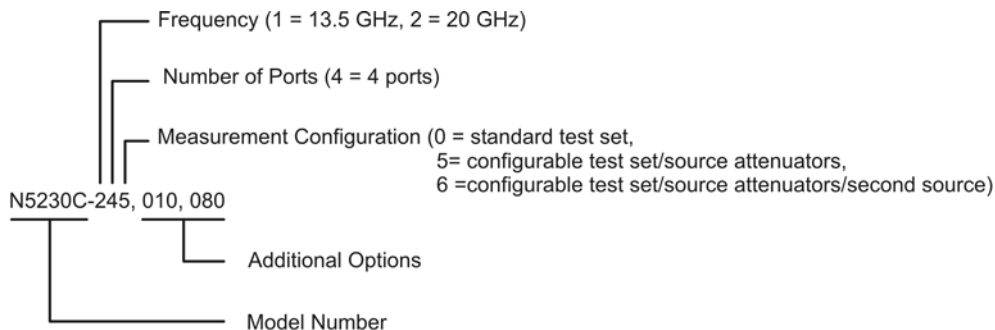 Frequency (1 = 13.5 GHz, 2 = 20 GHz)
Number of Ports (4 = 4 ports)
Measurement Configuration (0 = standard test set,
5= configurable test set/source attenuators,
6 =configurable test set/source attenuators/second source)
N5230C-245, 010, 080
Additional Options
Model Number